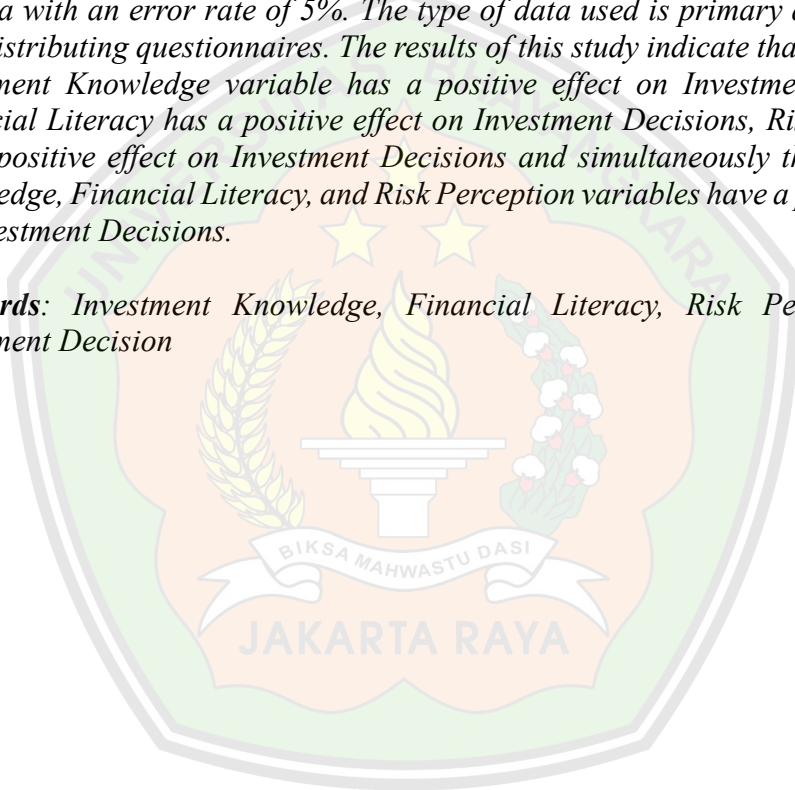 a with an error rate of 5%. The type of data used is primary
istributing questionnaires. The results of this study indicate tha
ment Knowledge variable has a positive effect on Investme
cial Literacy has a positive effect on Investment Decisions, Ri
positive effect on Investment Decisions and simultaneously th
edge, Financial Literacy, and Risk Perception variables have a
vestment Decisions.
rds: Investment Knowledge, Financial Literacy, Risk Pe
ment Decision
UNIVERSITAS BHAYANGKARA
BIKSA MAHWASTU DASI
JAKARTA RAYA